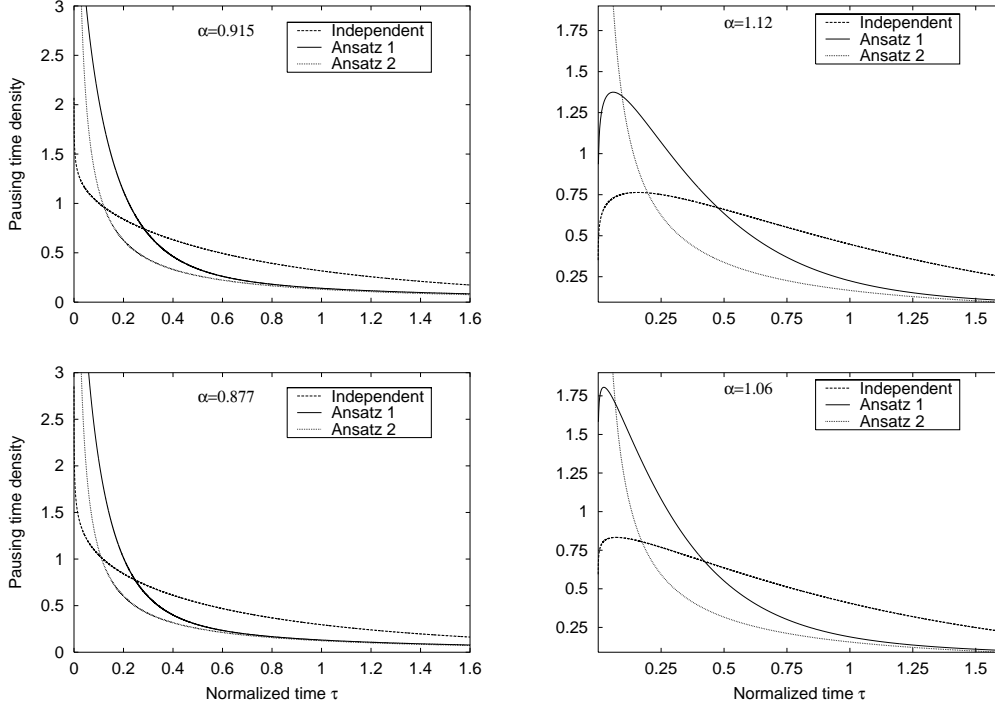 Pausing time density
3
2.5
2
1.5
1
0.5
0
0
0.2
0.4
0.6
0.8
1
1.2
1.4
1.6
α=0.915
Independent
Ansatz 1
Ansatz 2
1.75
1.5
1.25
1
0.75
0.5
0.25
0.25
0.5
0.75
1
1.25
1.5
α=1.12
Independent
Ansatz 1
Ansatz 2
Pausing time density
3
2.5
2
1.5
1
0.5
0
0
0.2
0.4
0.6
0.8
1
1.2
1.4
1.6
Normalized time τ
α=0.877
Independent
Ansatz 1
Ansatz 2
1.75
1.5
1.25
1
0.75
0.5
0.25
0.25
0.5
0.75
1
1.25
1.5
Normalized time τ
α=1.06
Independent
Ansatz 1
Ansatz 2